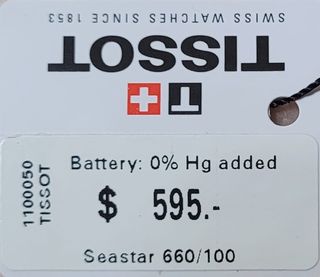 SWISS WATCHES SINCE 1853
TISSOT
T+
Battery: 0% Hg added
1100050
TISSOT
$ 595.-
Seastar 660/100